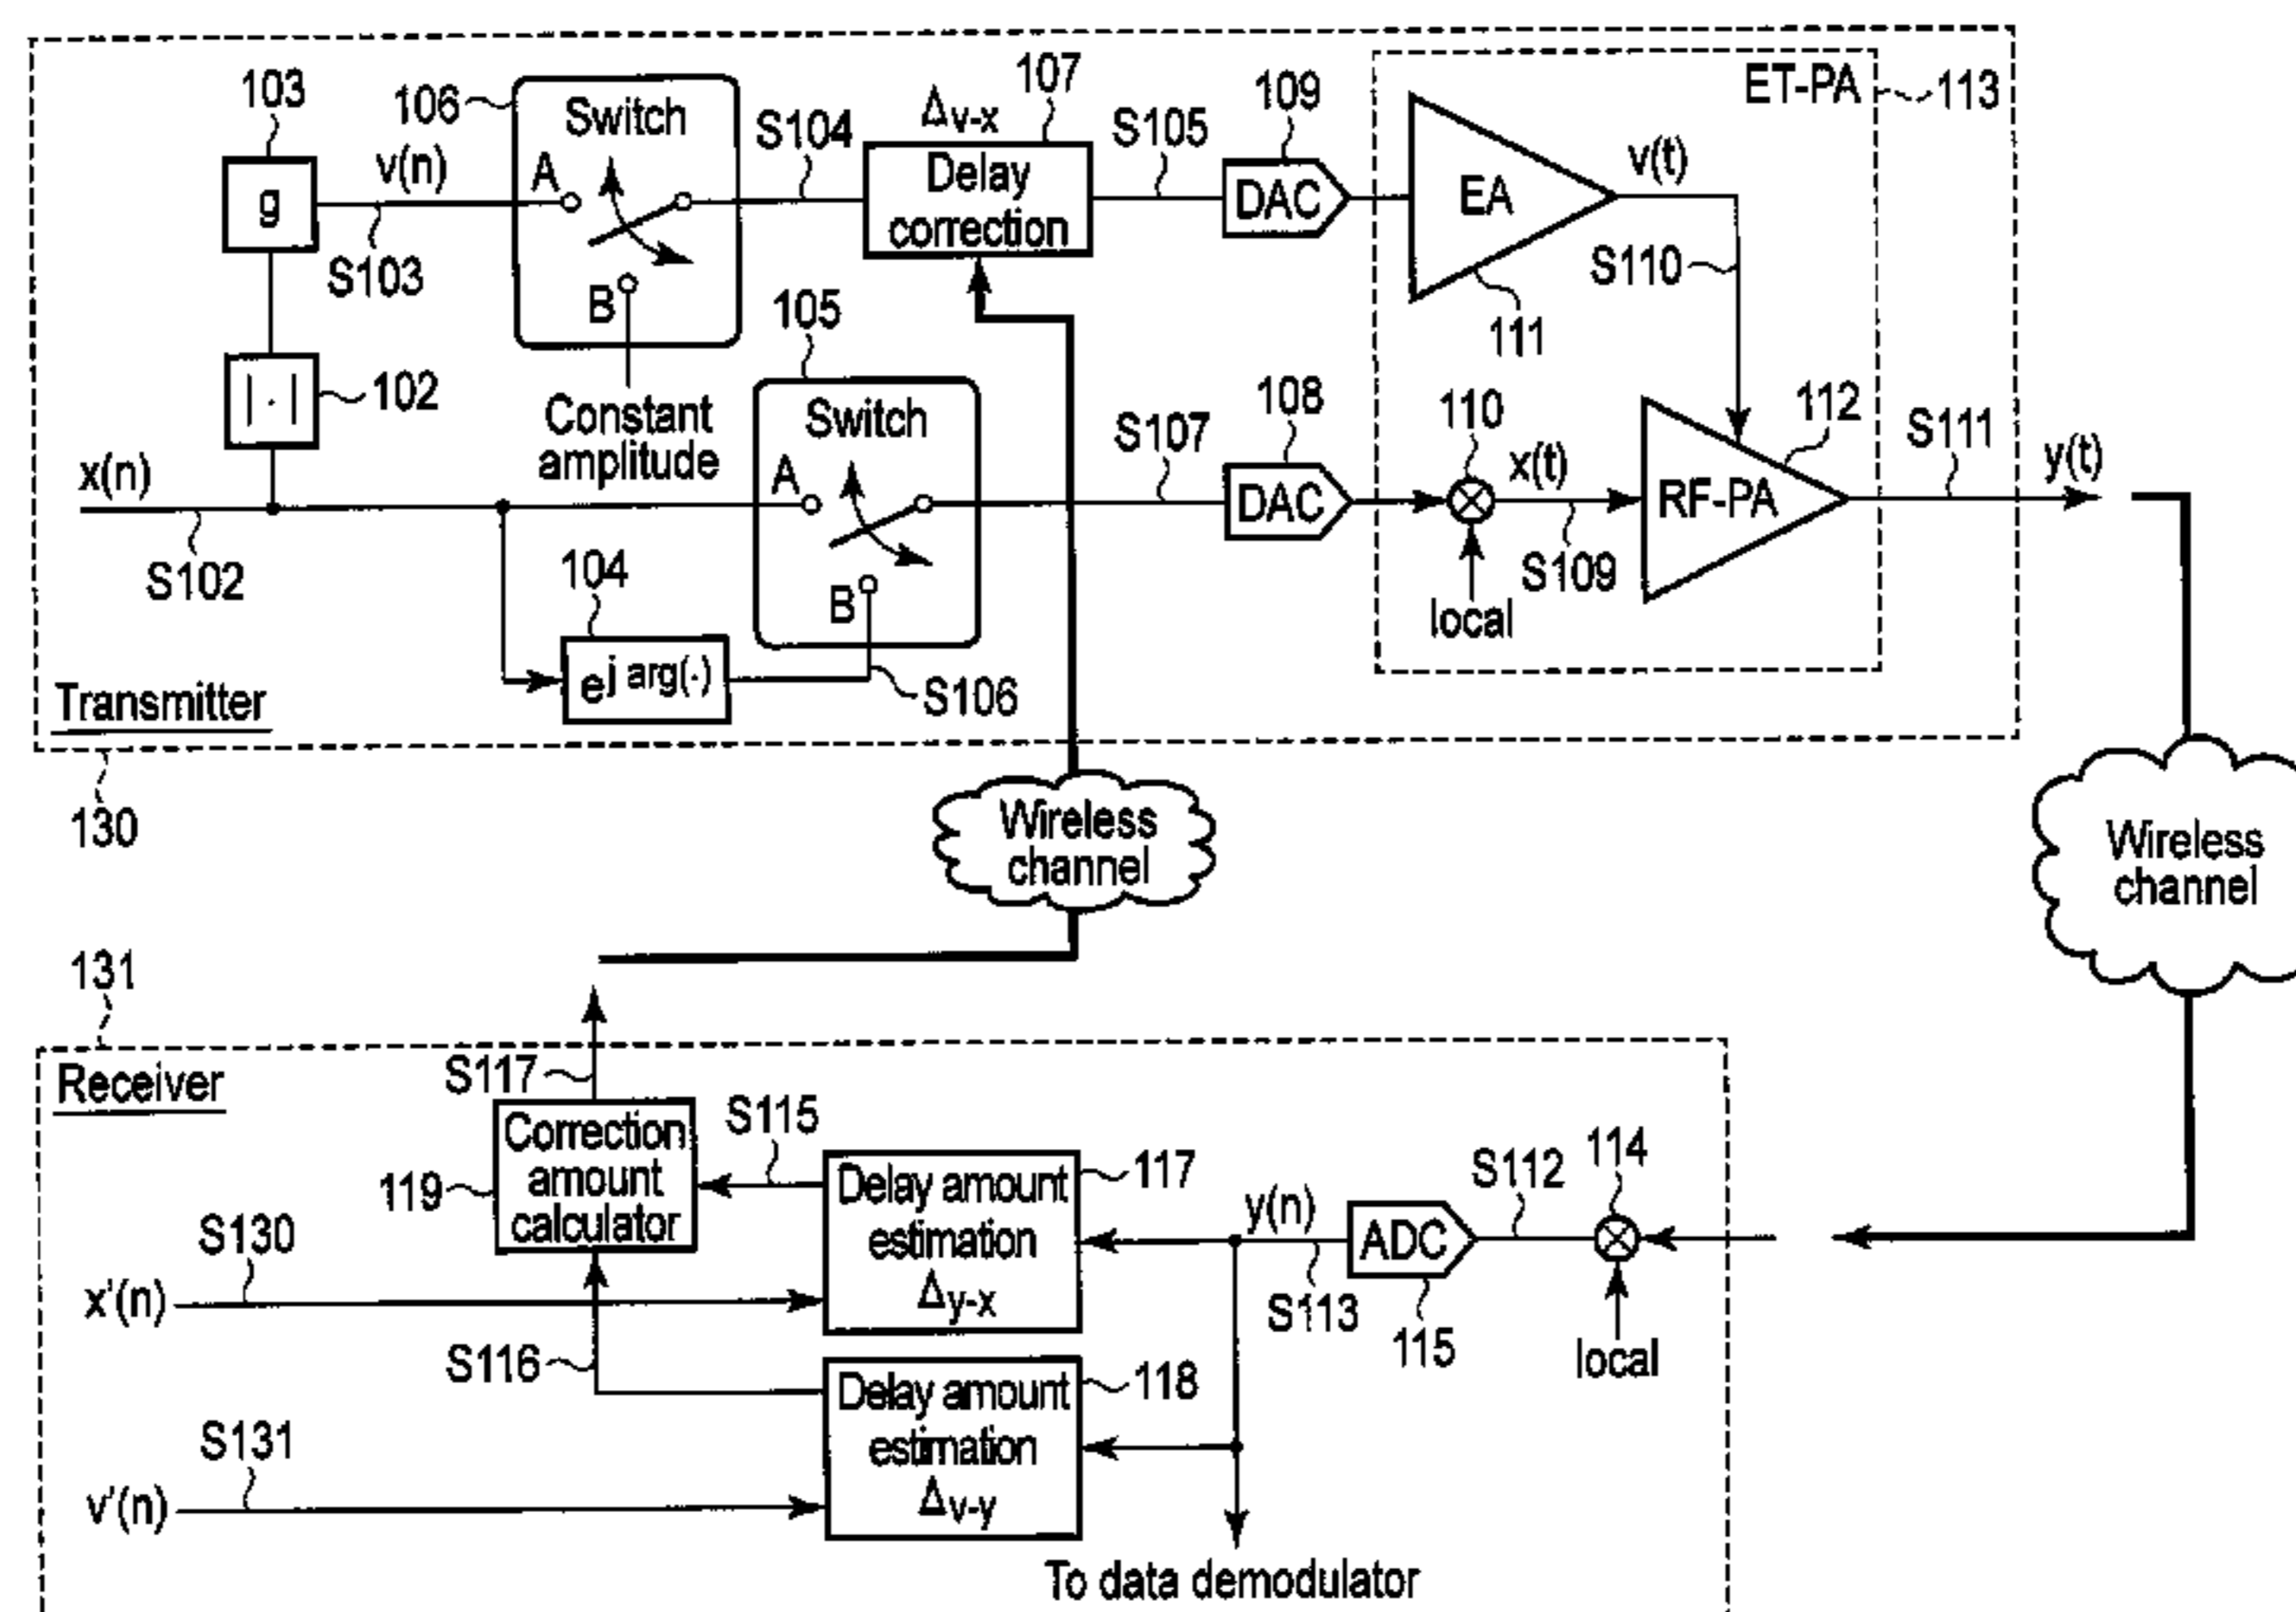 103
106
Switch
v(n)
A
B
S103
g
S104
Δv-x
107
Delay
correction
S105
109
DAC
ET-PA
113
EA
v(t)
S110
111
|·|
102
Constant
amplitude
105
Switch
A
B
x(n)
S102
104
e^j arg(·)
S106
S107
108
DAC
110
x(t)
local
S109
RF-PA
112
S111
y(t)
Transmitter
130
Wireless
channel
Wireless
channel
131
Receiver
S117
Correction
amount
calculator
119
S115
Delay amount
estimation
Δy-x
117
y(n)
S113
ADC
115
S112
114
local
S130
x'(n)
S116
Delay amount
estimation
Δv-y
118
S131
v'(n)
To data demodulator